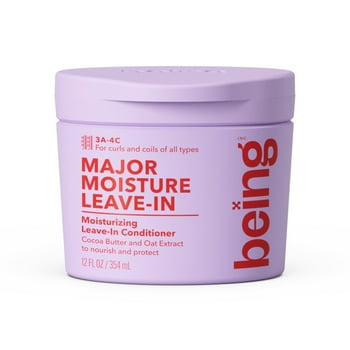 3A-4C
For curls and coils of all types
MAJOR
MOISTURE
LEAVE-IN
Moisturizing
Leave-In Conditioner
Cocoa Butter and Oat Extract
to nourish and protect
12 FL OZ / 354 mL
being